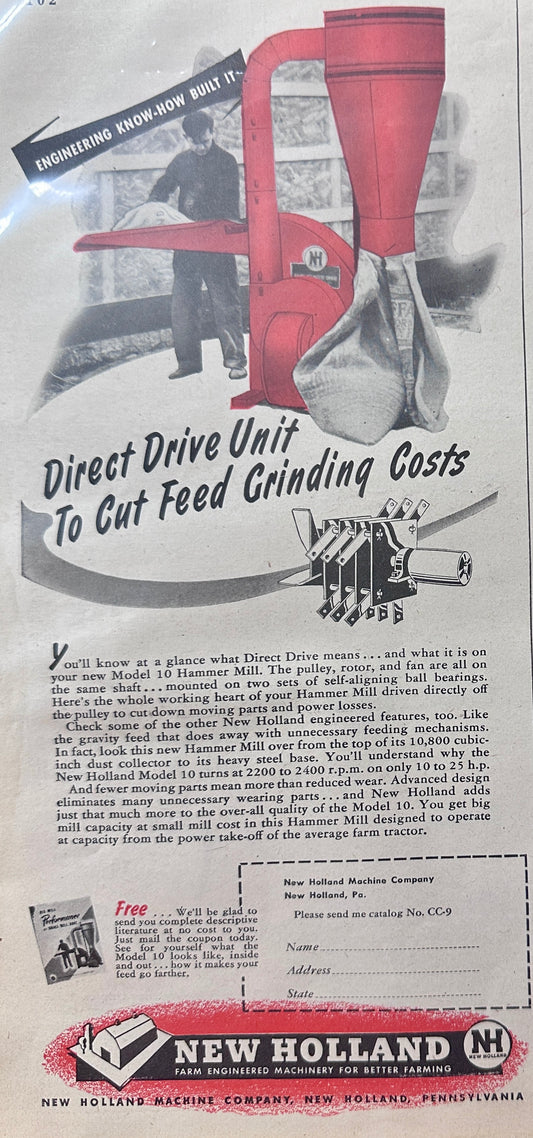 102
ENGINEERING KNOW-HOW BUILT IT
NH
Direct Drive Unit
To Cut Feed Grinding Costs
You'll know at a glance what Direct Drive means . . . and what it is on
your new Model 10 Hammer Mill. The pulley, rotor, and fan are all on
the same shaft . . . mounted on two sets of self-aligning ball bearings.
Here's the whole working heart of your Hammer Mill driven directly off
the pulley to cut down moving parts and power losses.
Check some of the other New Holland engineered features, too. Like
the gravity feed that does away with unnecessary feeding mechanisms.
In fact, look this new Hammer Mill over from the top of its 10,800 cubic-
inch dust collector to its heavy steel base. You'll understand why the
New Holland Model 10 turns at 2200 to 2400 r.p.m. on only 10 to 25 h.p.
And fewer moving parts mean more than reduced wear. Advanced design
eliminates many unnecessary wearing parts . . . and New Holland adds
just that much more to the over-all quality of the Model 10. You get big
mill capacity at small mill cost in this Hammer Mill designed to operate
at capacity from the power take-off of the average farm tractor.
Performance
Free . . . We'll be glad to
send you complete descriptive
literature at no cost to you.
Just mail the coupon today.
See for yourself what the
Model 10 looks like, inside
and out . . . how it makes your
feed go farther.
New Holland Machine Company
New Holland, Pa.
Please send me catalog No. CC-9
Name
Address
State
NEW HOLLAND
FARM ENGINEERED MACHINERY FOR BETTER FARMING
NH
NEW HOLLAND
NEW HOLLAND MACHINE COMPANY, NEW HOLLAND, PENNSYLVANIA